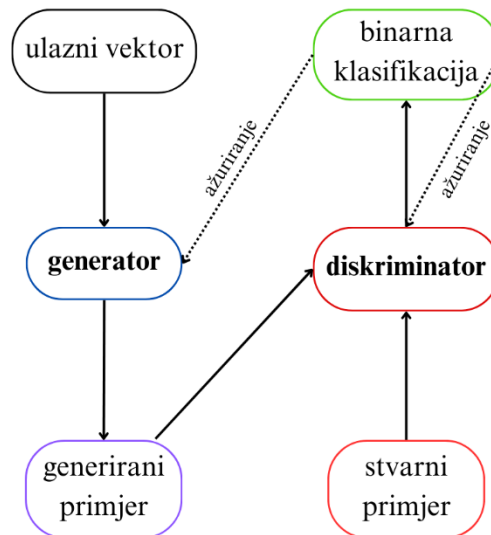 ulazni vektor
binarna
klasifikacija
ažuriranje
ažuriranje
generator
diskriminator
generirani
primjer
stvarni
primjer